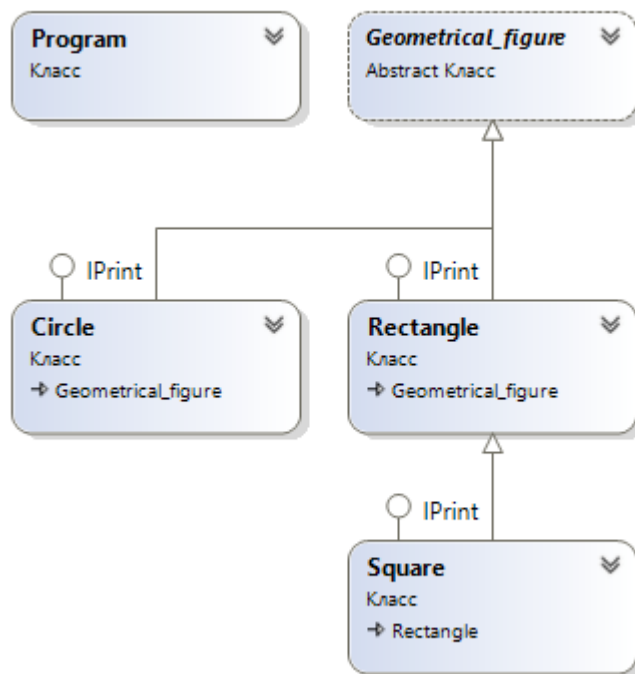 Program
Класс
Geometrical_figure
Abstract Класс
IPrint
IPrint
Circle
Класс
Geometrical_figure
Rectangle
Класс
Geometrical_figure
IPrint
Square
Класс
Rectangle